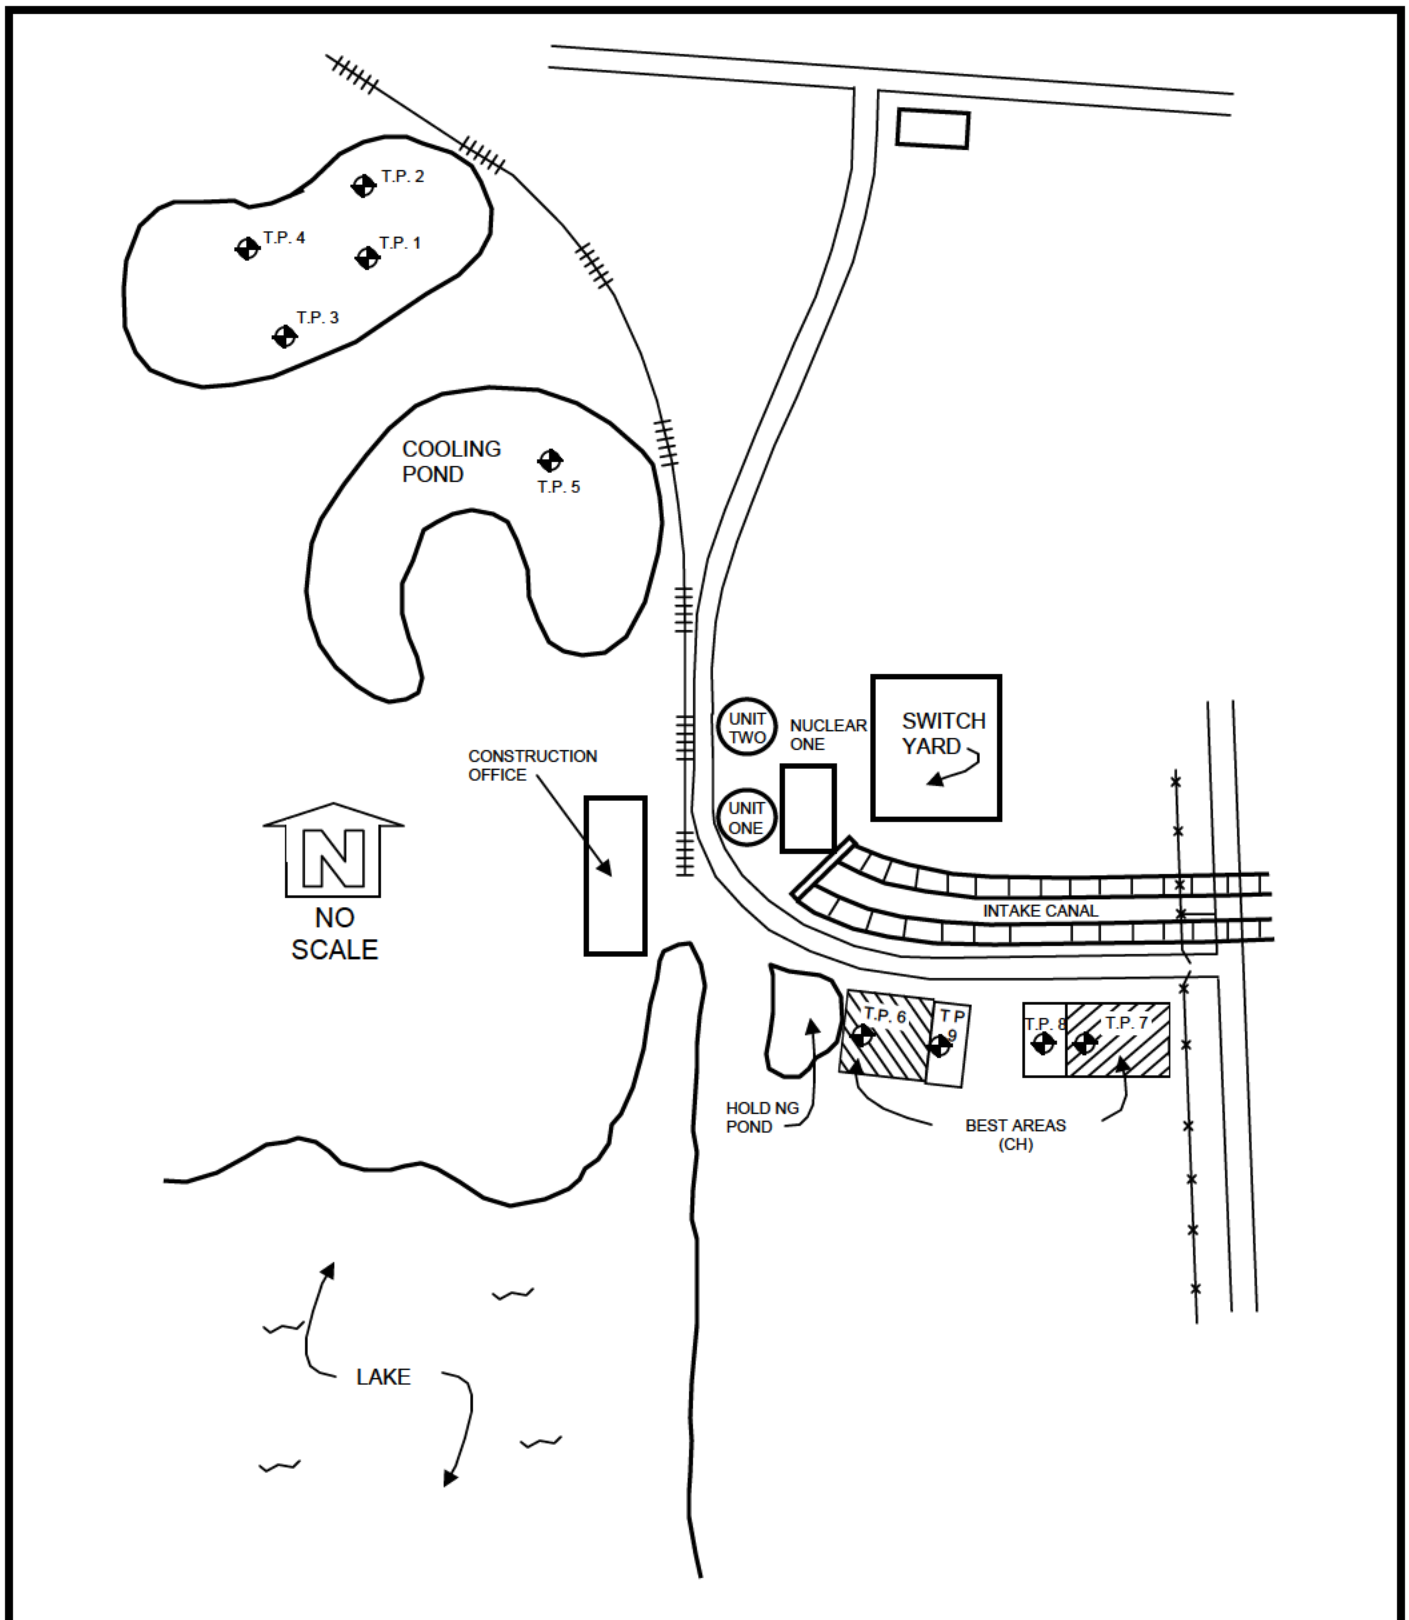 T.P. 2
T.P. 4
T.P. 1
T.P. 3
COOLING
POND
T.P. 5
UNIT
TWO
NUCLEAR
ONE
SWITCH
YARD
CONSTRUCTION
OFFICE
UNIT
ONE
N
NO
SCALE
INTAKE CANAL
T.P. 6
T P
9
T.P. 8
T.P. 7
HOLD NG
POND
BEST AREAS
(CH)
LAKE